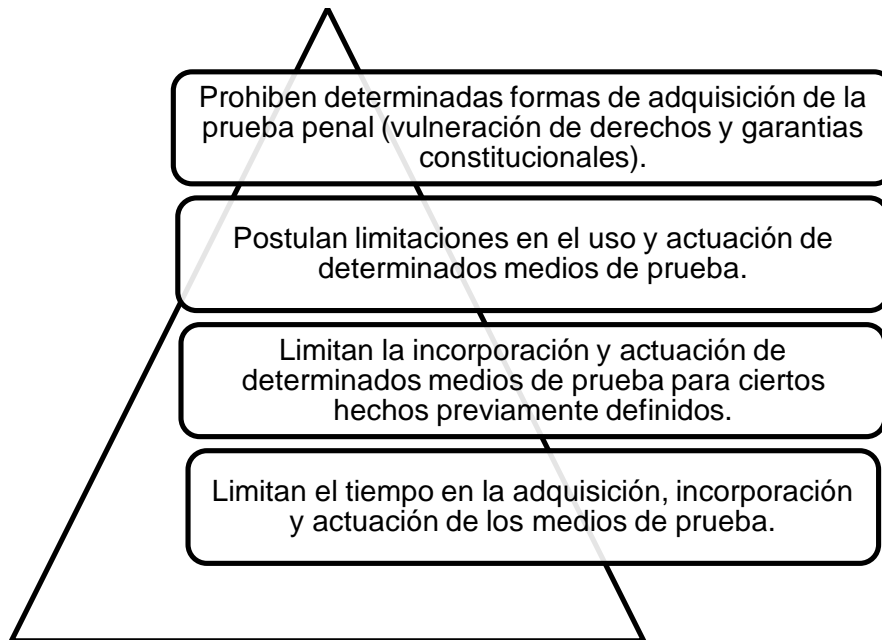 Prohiben determinadas formas de adquisición de la
prueba penal (vulneración de derechos y garantias
constitucionales).
Postulan limitaciones en el uso y actuación de
determinados medios de prueba.
Limitan la incorporación y actuación de
determinados medios de prueba para ciertos
hechos previamente definidos.
Limitan el tiempo en la adquisición, incorporación
y actuación de los medios de prueba.